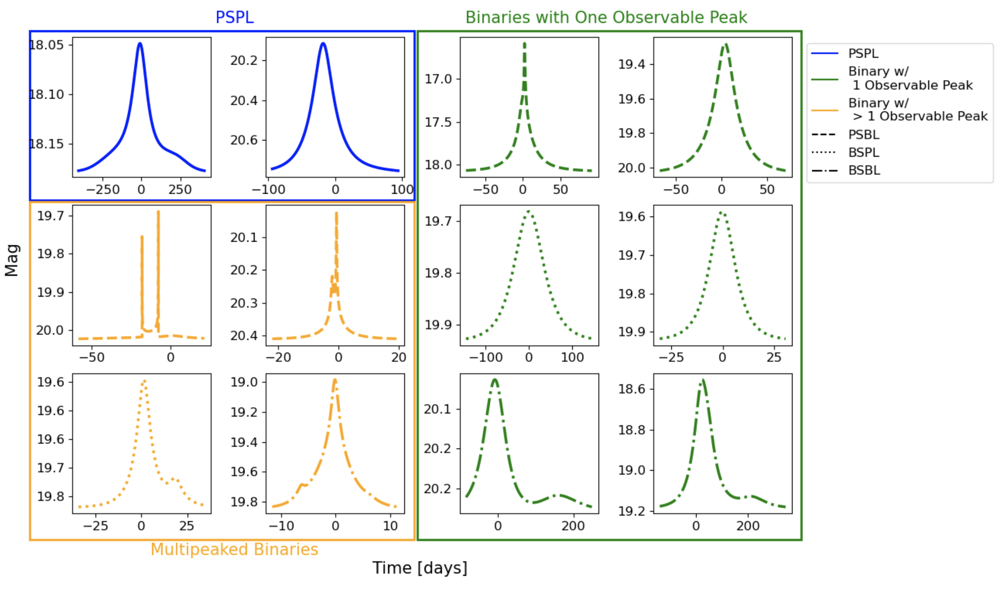 PSPL
Binaries with One Observable Peak
18.05
18.10
18.15
−250 0 250
20.2
20.4
20.6
−100 0 100
17.0
17.5
18.0
−50 0 50
19.4
19.6
19.8
20.0
−50 0 50
PSPL
Binary w/
1 Observable Peak
Binary w/
> 1 Observable Peak
PSBL
BSPL
BSBL
Mag
19.7
19.8
19.9
20.0
−50 0
20.1
20.2
20.3
20.4
−20 0 20
19.7
19.8
19.9
−100 0 100
19.6
19.7
19.8
19.9
−25 0 25
19.6
19.6
19.6
19.7
19.8
−25 0 25
19.0
19.2
19.4
19.6
19.8
−10 0 10
20.1
20.2
20.2
0 200
18.6
18.8
19.0
19.2
0 200
Multipeaked Binaries
Time [days]